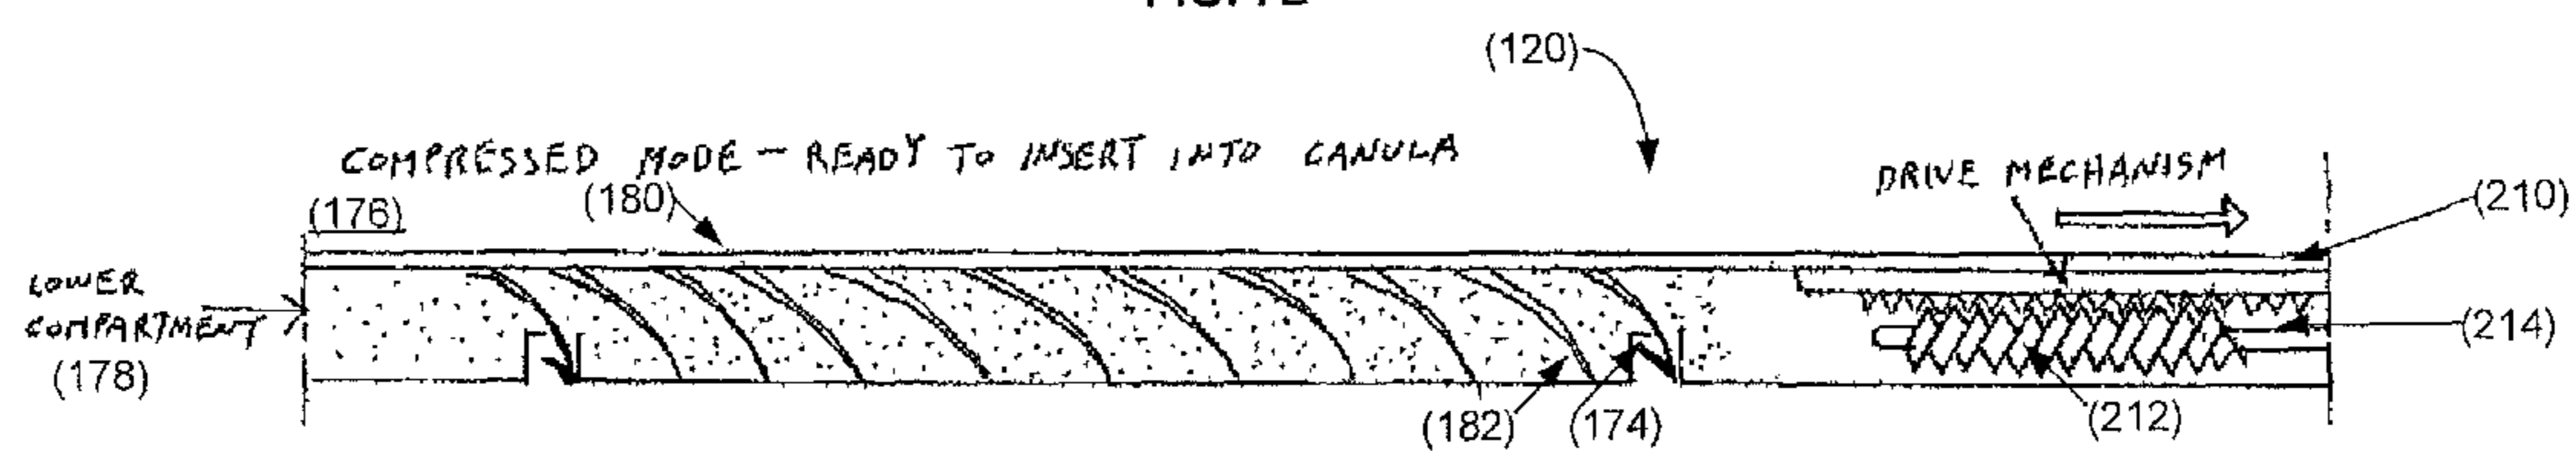 (120)
COMPRESSED MODE - READY TO INSERT INTO CANULA
DRIVE MECHANISM
(176)
(180)
(210)
LOWER
COMPARTMENT
(178)
(214)
(182)
(174)
(212)